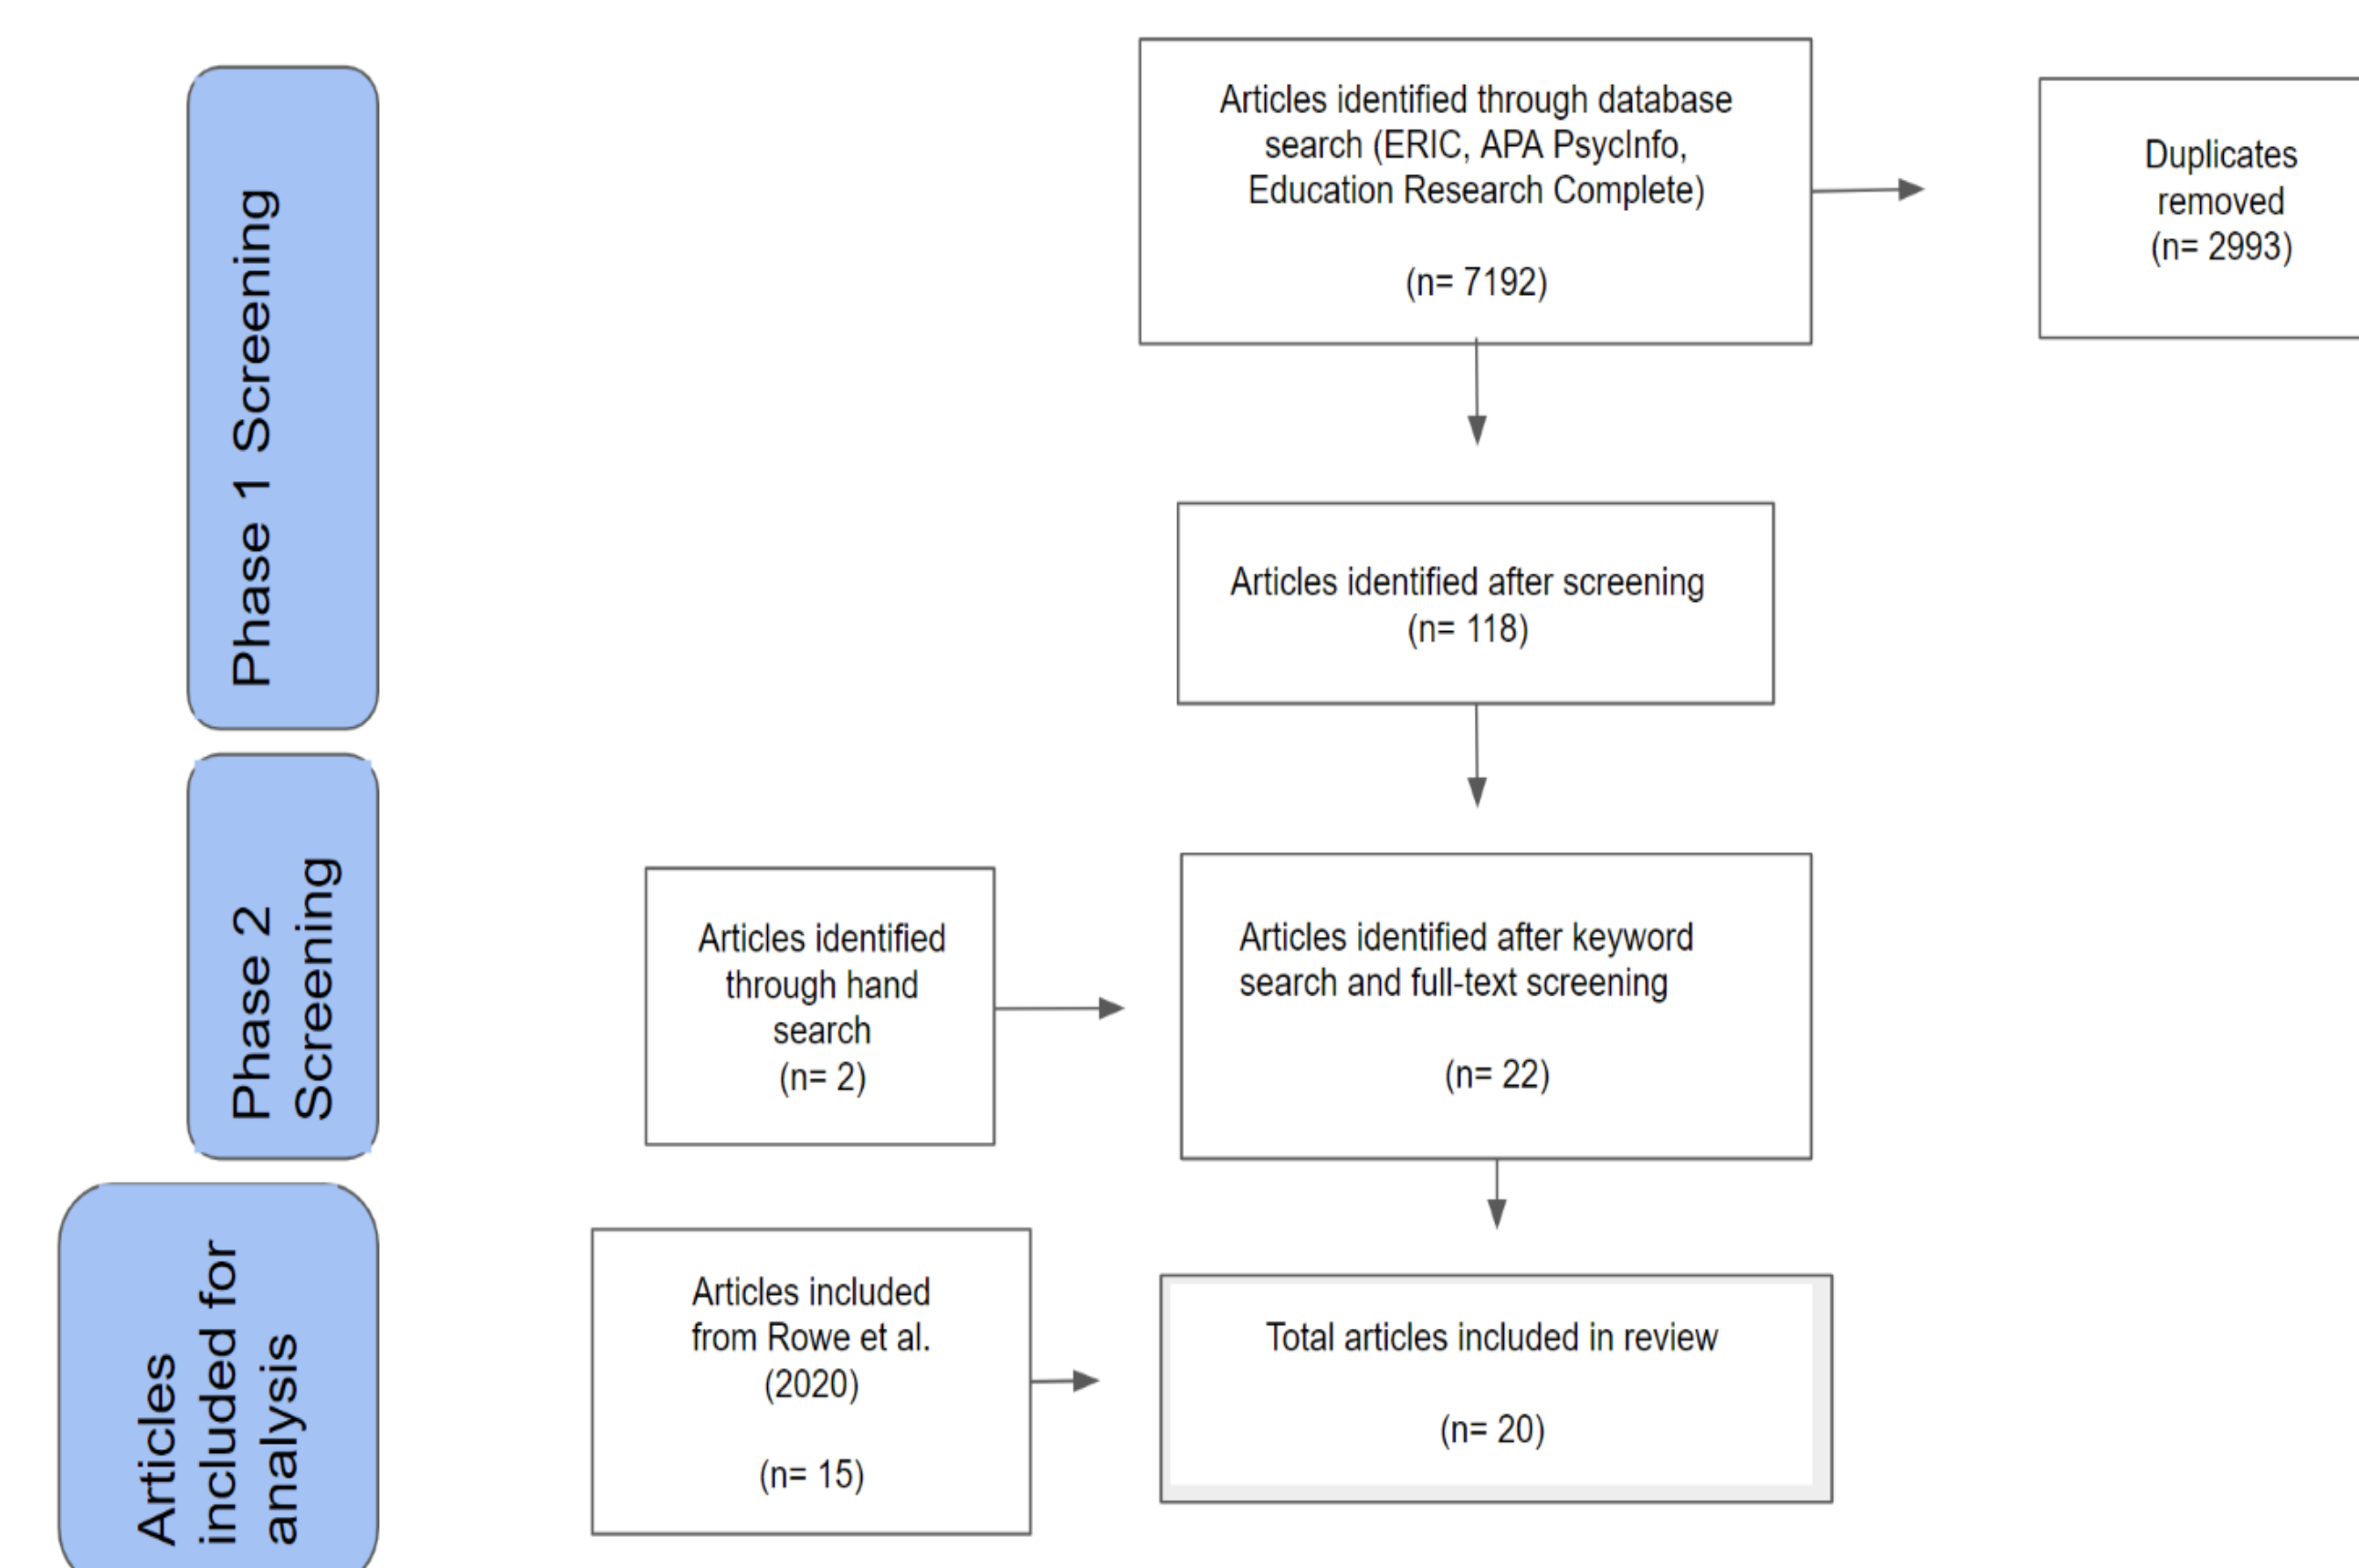 Phase 1 Screening
Articles identified through database
search (ERIC, APA PsycInfo,
Education Research Complete)
(n= 7192)
Duplicates
removed
(n= 2993)
Articles identified after screening
(n= 118)
Phase 2
Screening
Articles identified
through hand
search
(n= 2)
Articles identified after keyword
search and full-text screening
(n= 22)
Articles
included for
analysis
Articles included
from Rowe et al.
(2020)
(n= 15)
Total articles included in review
(n= 20)